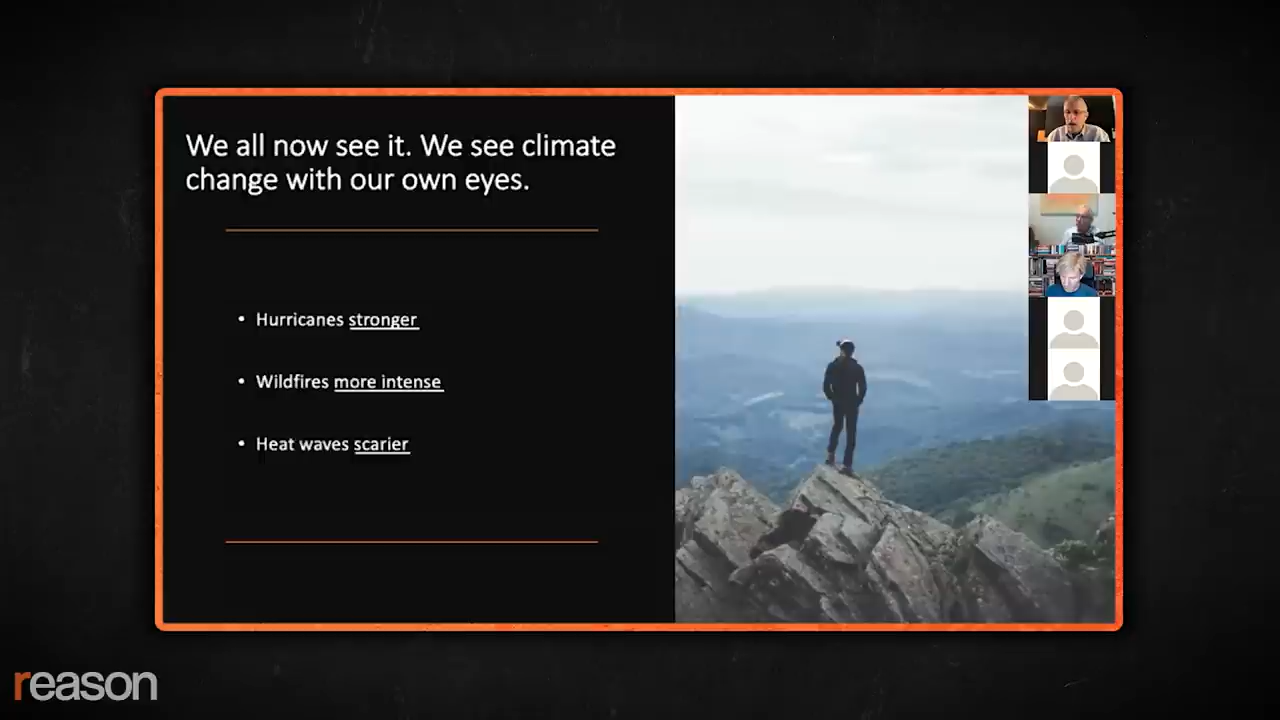 We all now see it. We see climate
change with our own eyes.
• Hurricanes stronger
• Wildfires more intense
• Heat waves scarier
reason